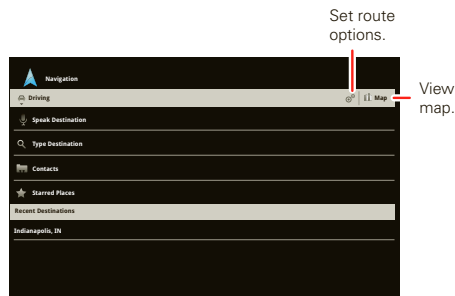 Set route
options.
View
map.
Navigation
Driving
Map
Speak Destination
Type Destination
Contacts
Starred Places
Recent Destinations
Indianapolis, IN